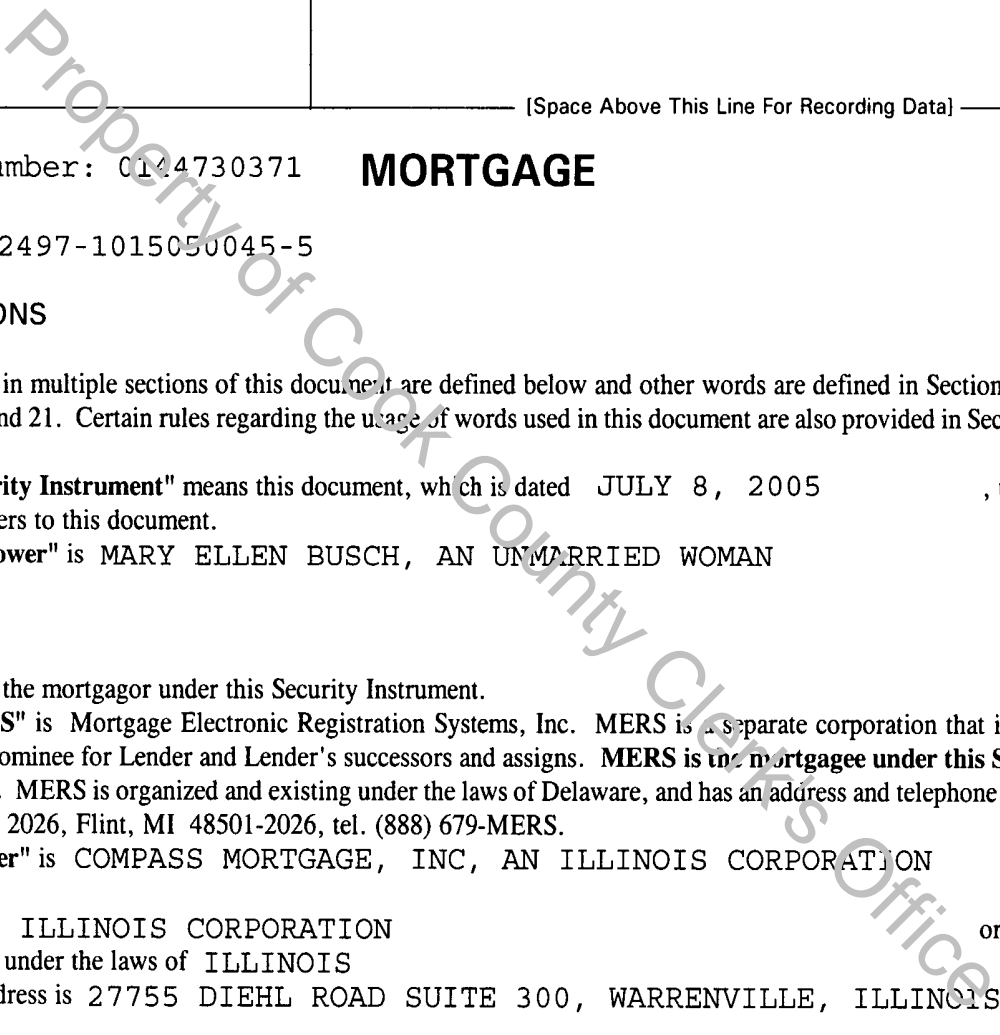 [Space Above This Line For Recording Data]
mber: 0144730371 MORTGAGE
2497-1015050045-5
ONS
in multiple sections of this document are defined below and other words are defined in Section
nd 21. Certain rules regarding the usage of words used in this document are also provided in Sec
rity Instrument" means this document, which is dated JULY 8, 2005 ,
ers to this document.
ower" is MARY ELLEN BUSCH, AN UNMARRIED WOMAN
the mortgagor under this Security Instrument.
S" is Mortgage Electronic Registration Systems, Inc. MERS is a separate corporation that i
ominee for Lender and Lender's successors and assigns. MERS is the mortgagee under this S
. MERS is organized and existing under the laws of Delaware, and has an address and telephone
2026, Flint, MI 48501-2026, tel. (888) 679-MERS.
er" is COMPASS MORTGAGE, INC, AN ILLINOIS CORPORATION
ILLINOIS CORPORATION or
under the laws of ILLINOIS
dress is 27755 DIEHL ROAD SUITE 300, WARRENVILLE, ILLINOIS
Property of Cook County Clerk's Office